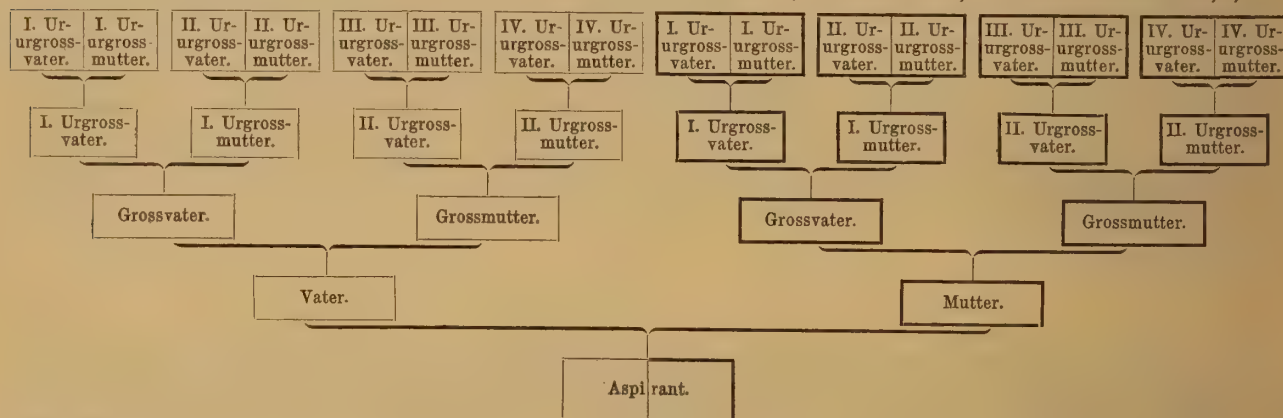 I. Ur- I. Ur- II. Ur- II. Ur- III. Ur- III. Ur- IV. Ur- IV. Ur- I. Ur- I. Ur- II. Ur- II. Ur- III. Ur- III. Ur- IV. Ur- IV. Ur-
urgross- urgross- urgross- urgross- urgross- urgross- urgross- urgross- urgross- urgross- urgross- urgross- urgross- urgross- urgross- urgross-
vater. mutter. vater. mutter. vater. mutter. vater. mutter. vater. mutter. vater. mutter. vater. mutter. vater. mutter.
I. Urgross- I. Urgross- II. Urgross- II. Urgross- I. Urgross- I. Urgross- II. Urgross- II. Urgross-
vater. mutter. vater. mutter. vater. mutter. vater. mutter.
Grossvater. Grossmutter. Grossvater. Grossmutter.
Vater. Mutter.
Aspirant.